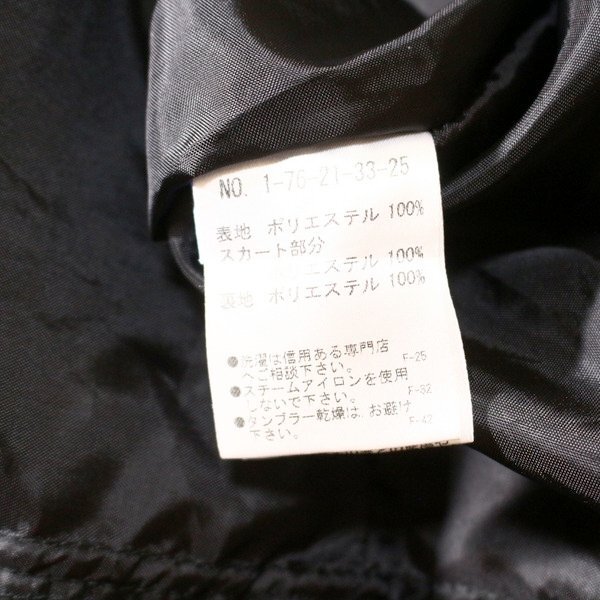 NO. 1-76-21-33-25
表地 ポリエステル 100%
スカート部分
ポリエステル 100%
裏地 ポリエステル 100%
●洗濯は信用ある専門店
へご相談下さい。 F-25
●スチームアイロンを使用
しないで下さい。 F-32
●タンブラー乾燥は、お避け
下さい。 F-42